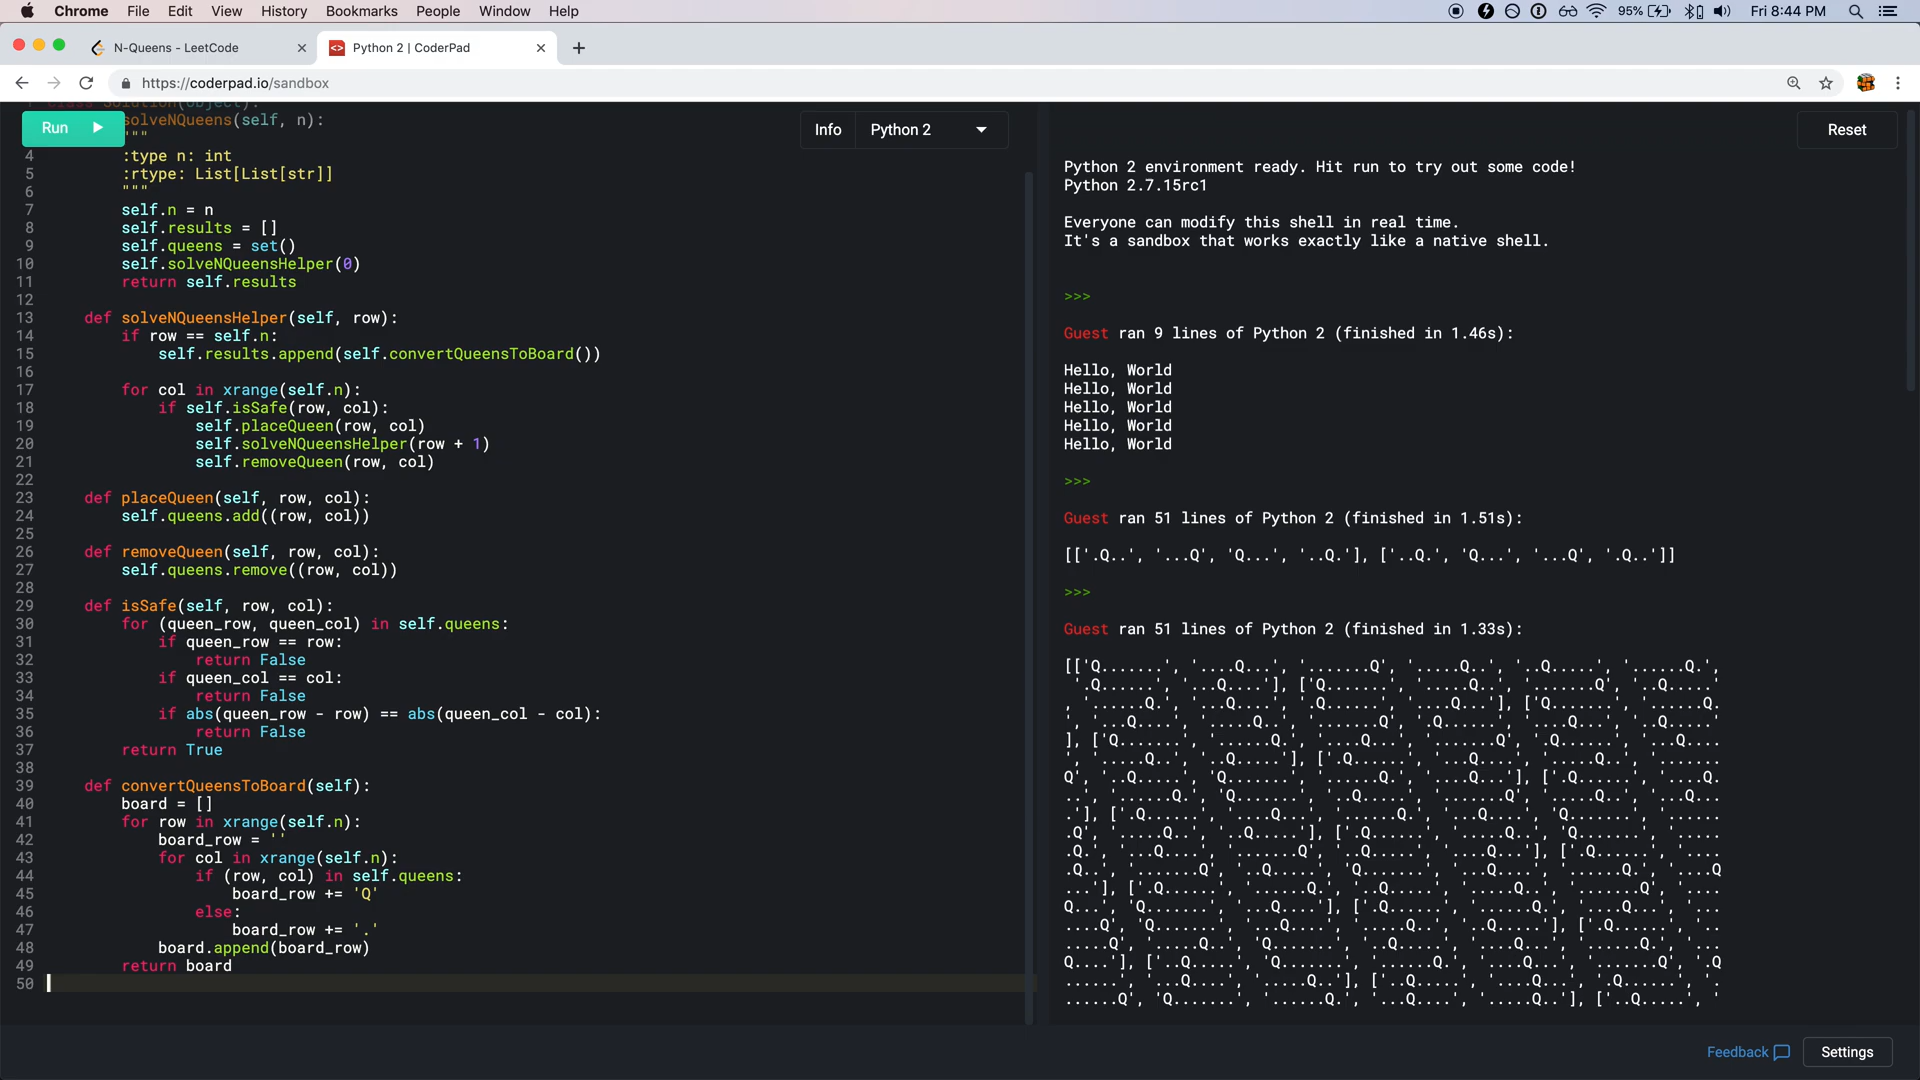 Chrome File Edit View History Bookmarks People Window Help 95% Fri 8:44 PM
N-Queens - LeetCode Python 2 | CoderPad
https://coderpad.io/sandbox
Run Info Python 2 Reset
class Solution(object):
solveNQueens(self, n):
"""
4 :type n: int
5 :rtype: List[List[str]]
6 """
7 self.n = n
8 self.results = []
9 self.queens = set()
10 self.solveNQueensHelper(0)
11 return self.results
12
13 def solveNQueensHelper(self, row):
14 if row == self.n:
15 self.results.append(self.convertQueensToBoard())
16
17 for col in xrange(self.n):
18 if self.isSafe(row, col):
19 self.placeQueen(row, col)
20 self.solveNQueensHelper(row + 1)
21 self.removeQueen(row, col)
22
23 def placeQueen(self, row, col):
24 self.queens.add((row, col))
25
26 def removeQueen(self, row, col):
27 self.queens.remove((row, col))
28
29 def isSafe(self, row, col):
30 for (queen_row, queen_col) in self.queens:
31 if queen_row == row:
32 return False
33 if queen_col == col:
34 return False
35 if abs(queen_row - row) == abs(queen_col - col):
36 return False
37 return True
38
39 def convertQueensToBoard(self):
40 board = []
41 for row in xrange(self.n):
42 board_row = ''
43 for col in xrange(self.n):
44 if (row, col) in self.queens:
45 board_row += 'Q'
46 else:
47 board_row += '.'
48 board.append(board_row)
49 return board
50
Python 2 environment ready. Hit run to try out some code!
Python 2.7.15rc1
Everyone can modify this shell in real time.
It's a sandbox that works exactly like a native shell.
>>>
Guest ran 9 lines of Python 2 (finished in 1.46s):
Hello, World
Hello, World
Hello, World
Hello, World
Hello, World
>>>
Guest ran 51 lines of Python 2 (finished in 1.51s):
[['.Q..', '...Q', 'Q...', '..Q.'], ['..Q.', 'Q...', '...Q', '.Q..']]
>>>
Guest ran 51 lines of Python 2 (finished in 1.33s):
[['Q.......', '....Q...', '.......Q', '.....Q..', '..Q.....', '......Q.',
'.Q......', '...Q....'], ['Q.......', '.....Q..', '.......Q', '..Q.....'
, '......Q.', '...Q....', '.Q......', '....Q...'], ['Q.......', '......Q.
', '...Q....', '.....Q..', '.......Q', '.Q......', '....Q...', '..Q.....'
], ['Q.......', '......Q.', '....Q...', '.......Q', '.Q......', '...Q....
', '.....Q..', '..Q.....'], ['.Q......', '...Q....', '.....Q..', '.......
Q', '..Q.....', 'Q.......', '......Q.', '....Q...'], ['.Q......', '....Q.
..', '......Q.', 'Q.......', '..Q.....', '.......Q', '.....Q..', '...Q...
.'], ['.Q......', '....Q...', '......Q.', '...Q....', 'Q.......', '......
.Q', '.....Q..', '..Q.....'], ['.Q......', '.....Q..', 'Q.......', '.....
.Q.', '...Q....', '.......Q', '..Q.....', '....Q...'], ['.Q......', '....
.Q..', '.......Q', '..Q.....', 'Q.......', '...Q....', '......Q.', '....Q
...'], ['.Q......', '......Q.', '..Q.....', '.....Q..', '.......Q', '....
Q...', 'Q.......', '...Q....'], ['.Q......', '......Q.', '....Q...', '...
....Q', 'Q.......', '...Q....', '.....Q..', '..Q.....'], ['.Q......', '..
.....Q', '.....Q..', 'Q.......', '..Q.....', '....Q...', '......Q.', '...
Q....'], ['..Q.....', 'Q.......', '......Q.', '....Q...', '.......Q', '.Q
......', '...Q....', '.....Q..'], ['..Q.....', '....Q...', '.Q......', '.
......Q', 'Q.......', '......Q.', '...Q....', '.....Q..'], ['..Q.....', '
Feedback Settings